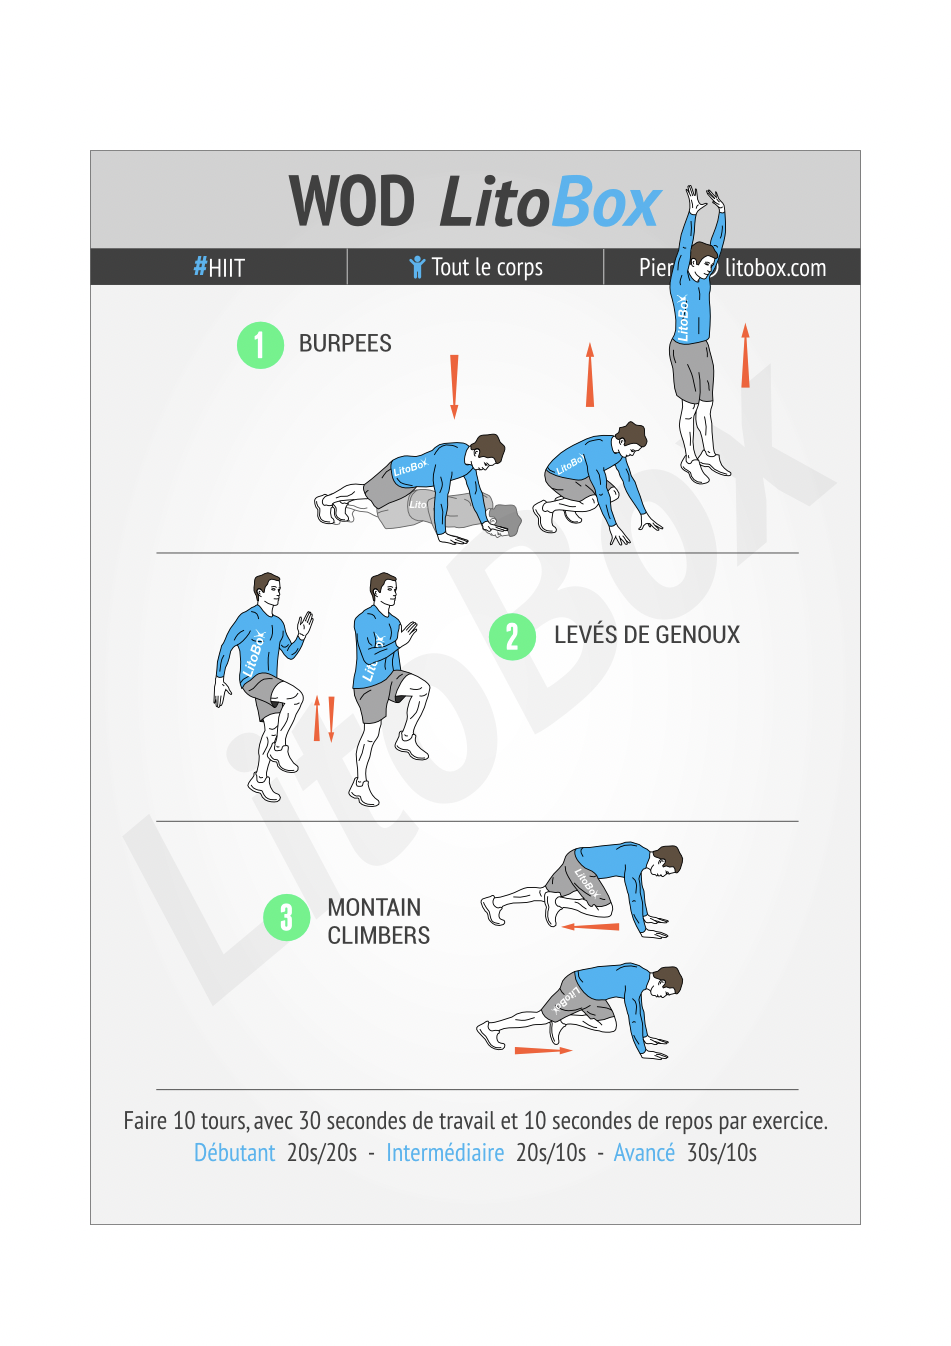 WOD LitoBox
#HIIT
Tout le corps
litobox.com
LitoBox
1 BURPEES
LitoBox
LitoBox
2 LEVÉS DE GENOUX
LitoBox
3 MONTAIN
CLIMBERS
LitoBox
LitoBox
LitoBox
Faire 10 tours, avec 30 secondes de travail et 10 secondes de repos par exercice.
Débutant 20s/20s - Intermédiaire 20s/10s - Avancé 30s/10s